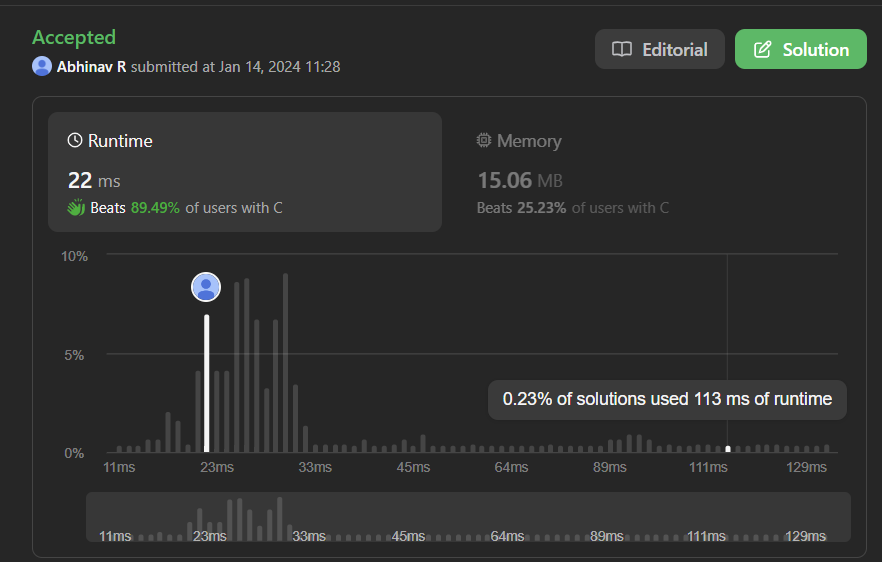 Accepted
Abhinav R submitted at Jan 14, 2024 11:28
Editorial
Solution
Runtime
22 ms
Beats 89.49% of users with C
Memory
15.06 MB
Beats 25.23% of users with C
10%
5%
0%
0.23% of solutions used 113 ms of runtime
11ms 23ms 33ms 45ms 64ms 89ms 111ms 129ms
11ms 23ms 33ms 45ms 64ms 89ms 111ms 129ms